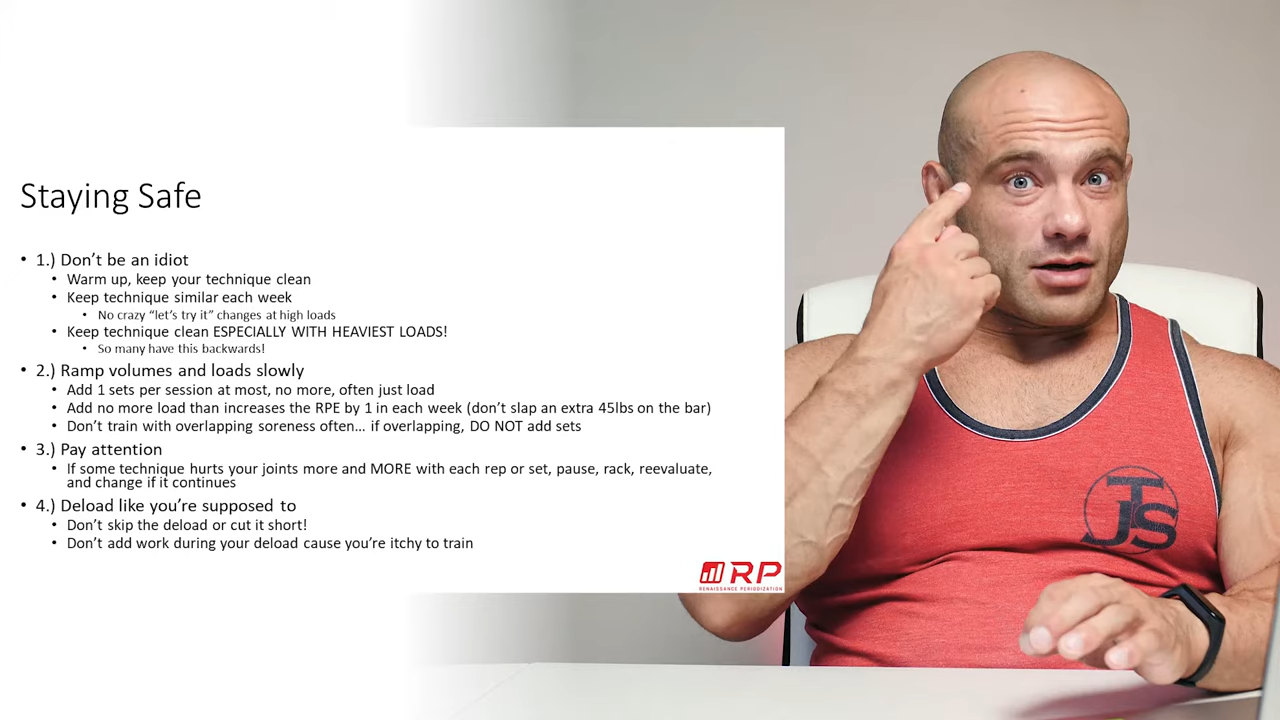 Staying Safe
• 1.) Don't be an idiot
• Warm up, keep your technique clean
• Keep technique similar each week
• No crazy "let's try it" changes at high loads
• Keep technique clean ESPECIALLY WITH HEAVIEST LOADS!
• So many have this backwards!
• 2.) Ramp volumes and loads slowly
• Add 1 sets per session at most, no more, often just load
• Add no more load than increases the RPE by 1 in each week (don't slap an extra 45lbs on the bar)
• Don't train with overlapping soreness often... if overlapping, DO NOT add sets
• 3.) Pay attention
• If some technique hurts your joints more and MORE with each rep or set, pause, rack, reevaluate,
and change if it continues
• 4.) Deload like you're supposed to
• Don't skip the deload or cut it short!
• Don't add work during your deload cause you're itchy to train
RP
RENAISSANCE PERIODIZATION
TJS